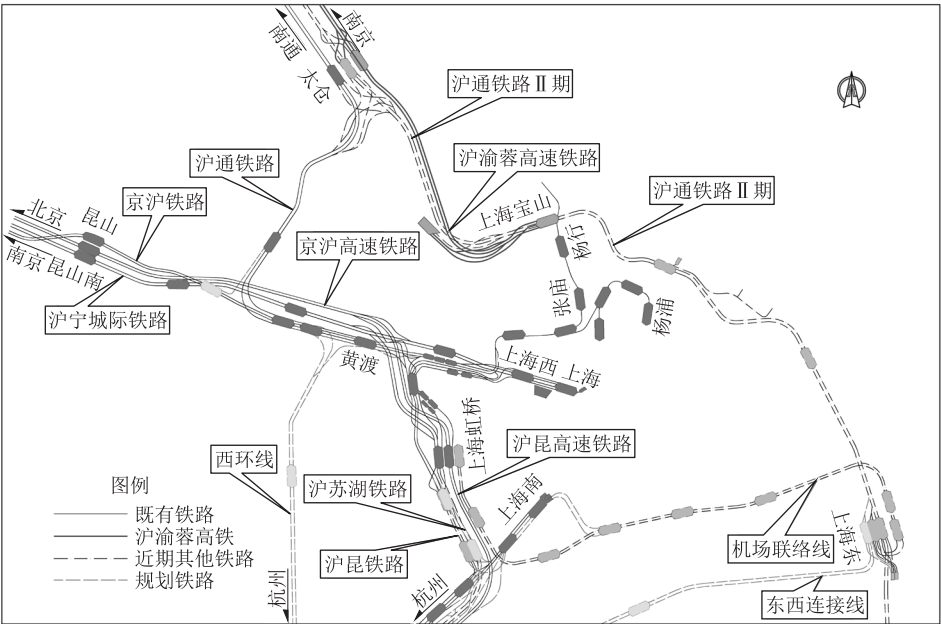 南京
南通
太仓
沪通铁路Ⅱ期
沪渝蓉高速铁路
沪通铁路
沪通铁路Ⅱ期
京沪铁路
上海宝山
北京
昆山
杨行
京沪高速铁路
南京昆山南
张庙
沪宁城际铁路
杨浦
黄渡
上海西
上海
上海虹桥
沪昆高速铁路
西环线
沪苏湖铁路
上海南
图例
既有铁路
沪渝蓉高铁
近期其他铁路
规划铁路
沪昆铁路
机场联络线
上海东
杭州
杭州
东西连接线